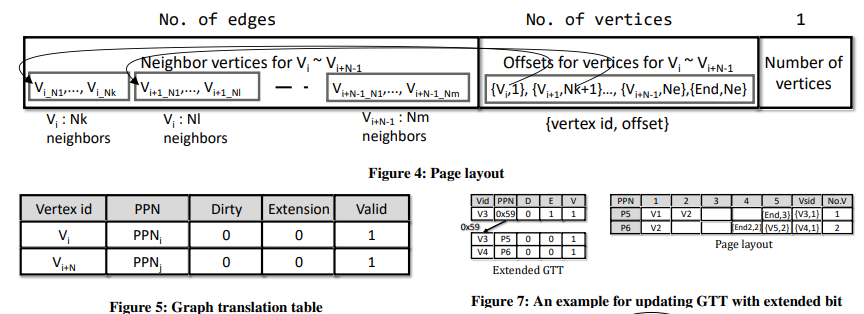 No. of edges No. of vertices 1
Neighbor vertices for Vi ~ Vi+N-1 Offsets for vertices for Vi ~ Vi+N-1 Number of vertices
Vi_N1,..., Vi_Nk Vi+1_N1,..., Vi+1_Nl Vi+N-1_N1,..., Vi+N-1_Nm {Vi,1}, {Vi+1,Nk+1}..., {Vi+N-1,Ne},{End,Ne}
Vi : Nk neighbors
Vi : Nl neighbors
Vi+N-1 : Nm neighbors
{vertex id, offset}
Figure 4: Page layout
Vertex id PPN Dirty Extension Valid
Vi PPNi 0 0 1
Vi+N PPNj 0 0 1
Figure 5: Graph translation table
Vid PPN D E V
V3 0x59 0 1 1
0x59
V3 P5 0 0 1
V4 P6 0 0 1
Extended GTT
PPN 1 2 3 4 5 Vsid No.V
P5 V1 V2 End,3} {V3,1} 1
P6 V2 {End2,2} {V5,2} {V4,1} 2
Page layout
Figure 7: An example for updating GTT with extended bit